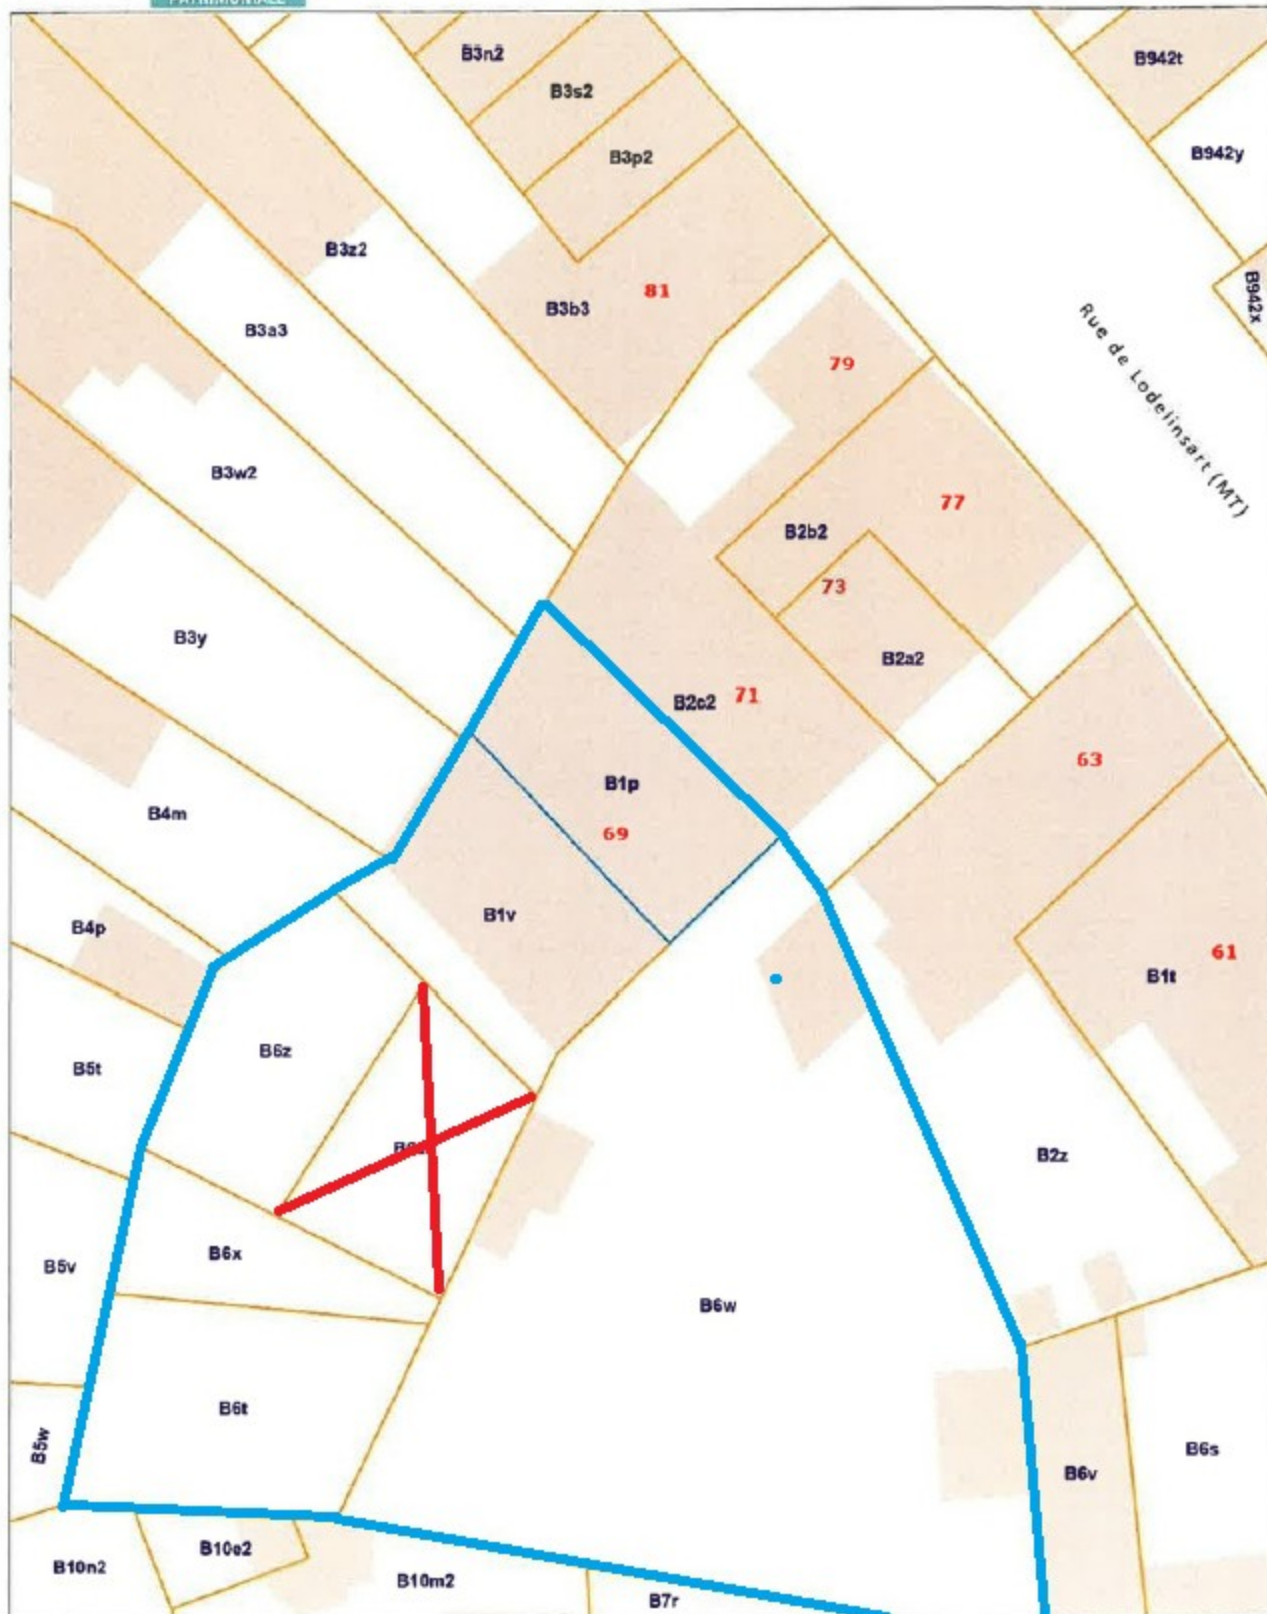 PATRIMONIALE
B3n2
B942t
B3s2
B3p2
B942y
B3z2
B942x
81
B3b3
B3a3
Rue de Lodelinsart (MT)
79
B3w2
77
B2b2
73
B3y
B2a2
B2c2
71
63
B1p
B4m
69
B1v
B4p
61
B1t
B6z
B5t
B2z
B6x
B5v
B6w
B6t
B5w
B6s
B6v
B10e2
B10n2
B10m2
B7r